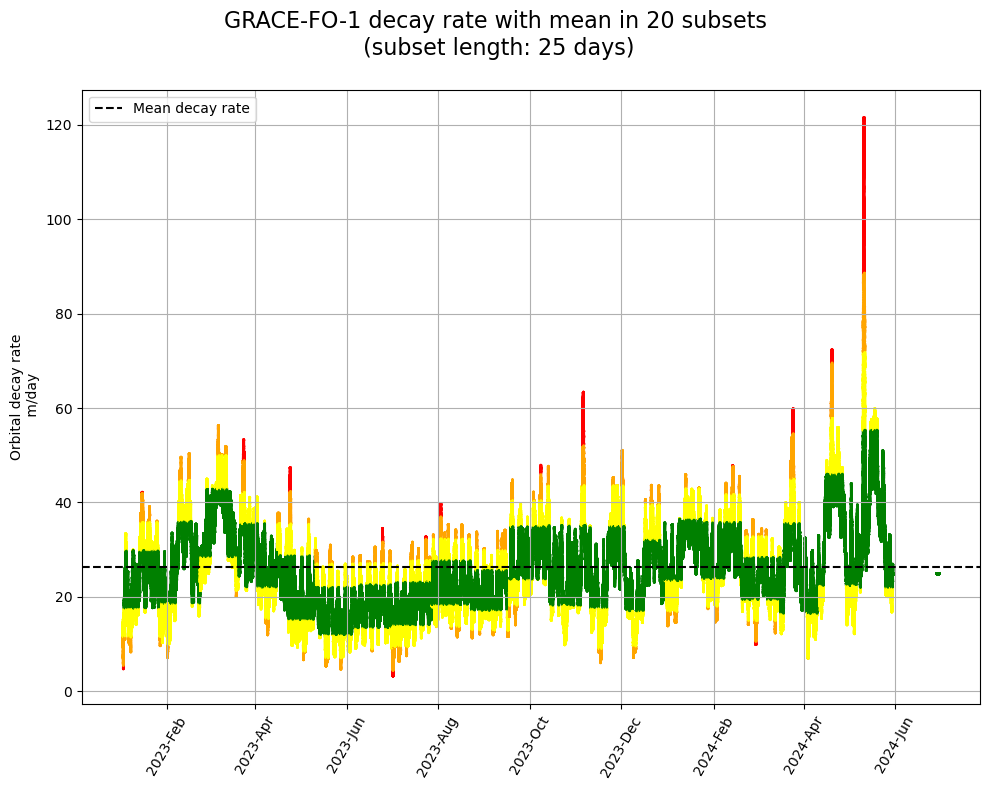 GRACE-FO-1 decay rate with mean in 20 subsets
(subset length: 25 days)
Mean decay rate
Orbital decay rate
m/day
120
100
80
60
40
20
0
2023-Feb
2023-Apr
2023-Jun
2023-Aug
2023-Oct
2023-Dec
2024-Feb
2024-Apr
2024-Jun